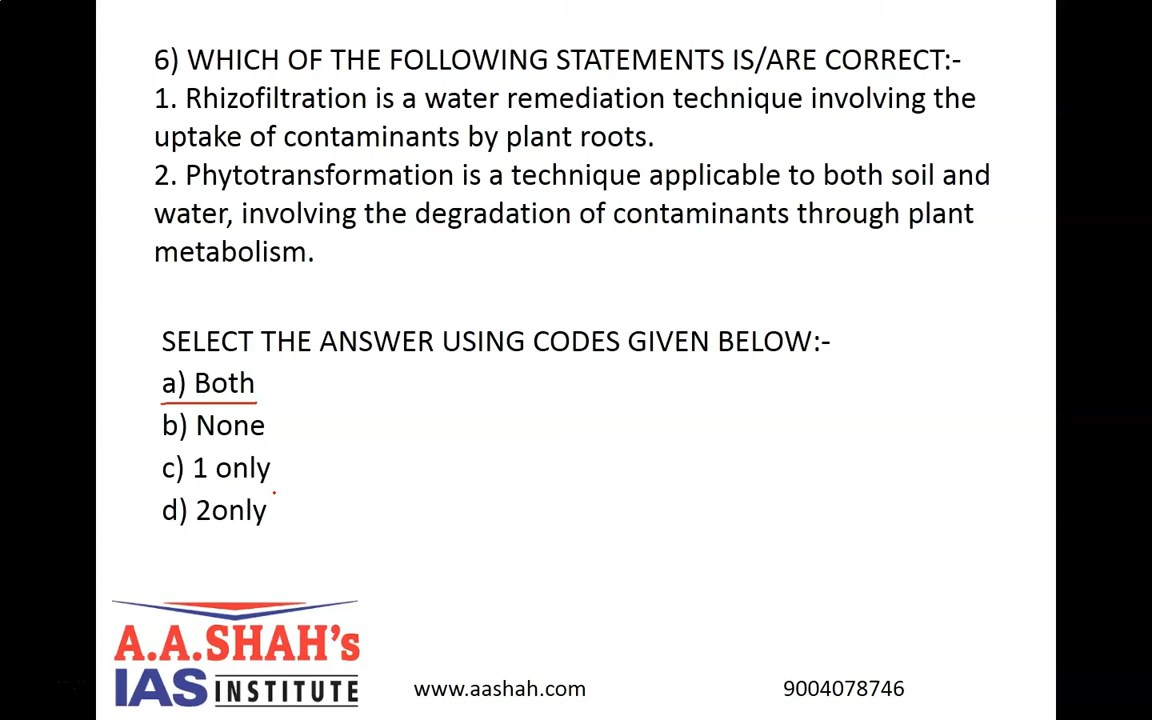 6) WHICH OF THE FOLLOWING STATEMENTS IS/ARE CORRECT:-
1. Rhizofiltration is a water remediation technique involving the
uptake of contaminants by plant roots.
2. Phytotransformation is a technique applicable to both soil and
water, involving the degradation of contaminants through plant
metabolism.
SELECT THE ANSWER USING CODES GIVEN BELOW:-
a) Both
b) None
c) 1 only
d) 2only
A.A.SHAH's
IAS INSTITUTE
www.aashah.com
9004078746